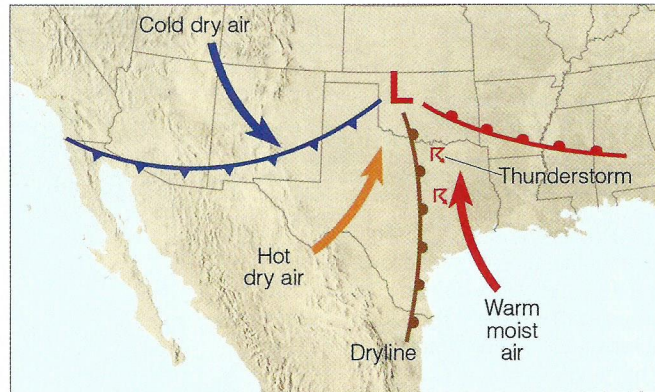 Cold dry air
L
Thunderstorm
Hot
dry air
Warm
moist
air
Dryline